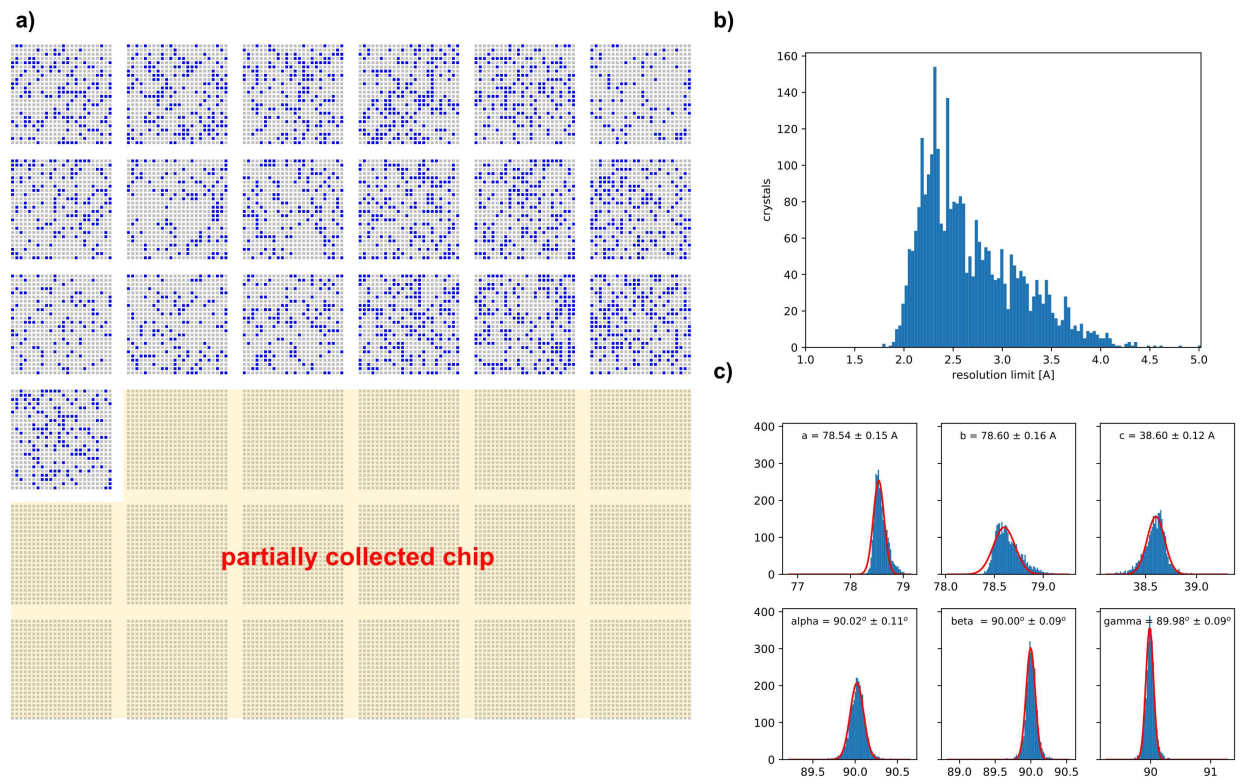 a)
partially collected chip
b)
160
140
120
100
80
60
40
20
0
crystals
1.0 1.5 2.0 2.5 3.0 3.5 4.0 4.5 5.0
resolution limit [A]
c)
400
300
200
100
0
a = 78.54 ± 0.15 A
77 78 79
b = 78.60 ± 0.16 A
78.0 78.5 79.0
c = 38.60 ± 0.12 A
38.5 39.0
400
300
200
100
0
alpha = 90.02° ± 0.11°
89.5 90.0 90.5
beta = 90.00° ± 0.09°
89.0 89.5 90.0 90.5
gamma = 89.98° ± 0.09°
90 91